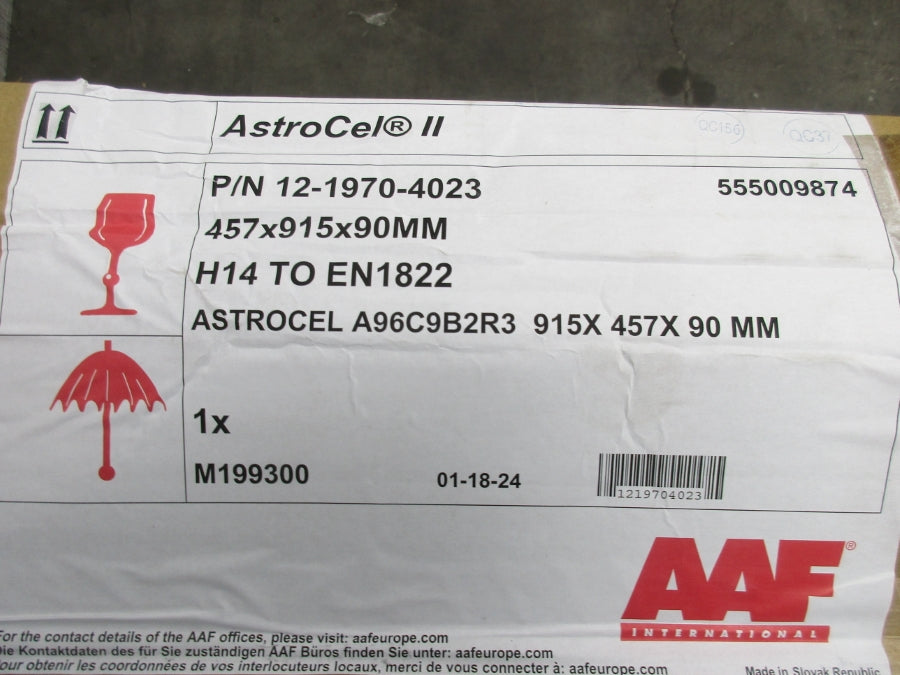 AstroCel® II
QC156
QC37
P/N 12-1970-4023
555009874
457x915x90MM
H14 TO EN1822
ASTROCEL A96C9B2R3 915X 457X 90 MM
1x
M199300
01-18-24
1219704023
AAF®
INTERNATIONAL
For the contact details of the AAF offices, please visit: aafeurope.com
Die Kontaktdaten des für Sie zuständigen AAF Büros finden Sie unter: aafeurope.com
Pour obtenir les coordonnées de vos interlocuteurs locaux, merci de vous connecter à: aafeurope.com
Made in Slovak Republic